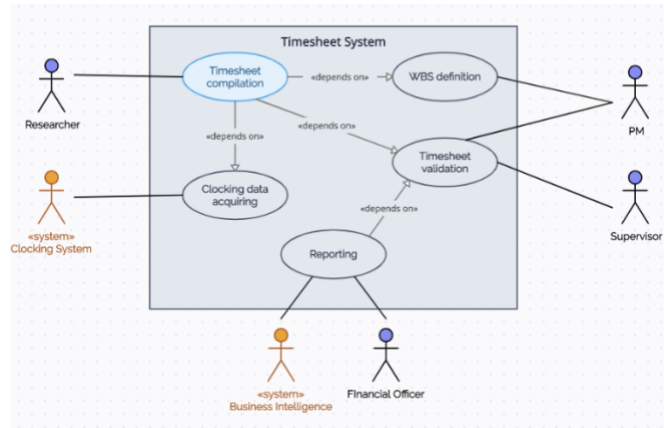 Timesheet System
Timesheet
compilation
«depends on»
WBS definition
Researcher
PM
«depends on»
«depends on»
Timesheet
validation
Clocking data
acquiring
«depends on»
«system»
Clocking System
Supervisor
Reporting
«system»
Business Intelligence
FInancial Officer